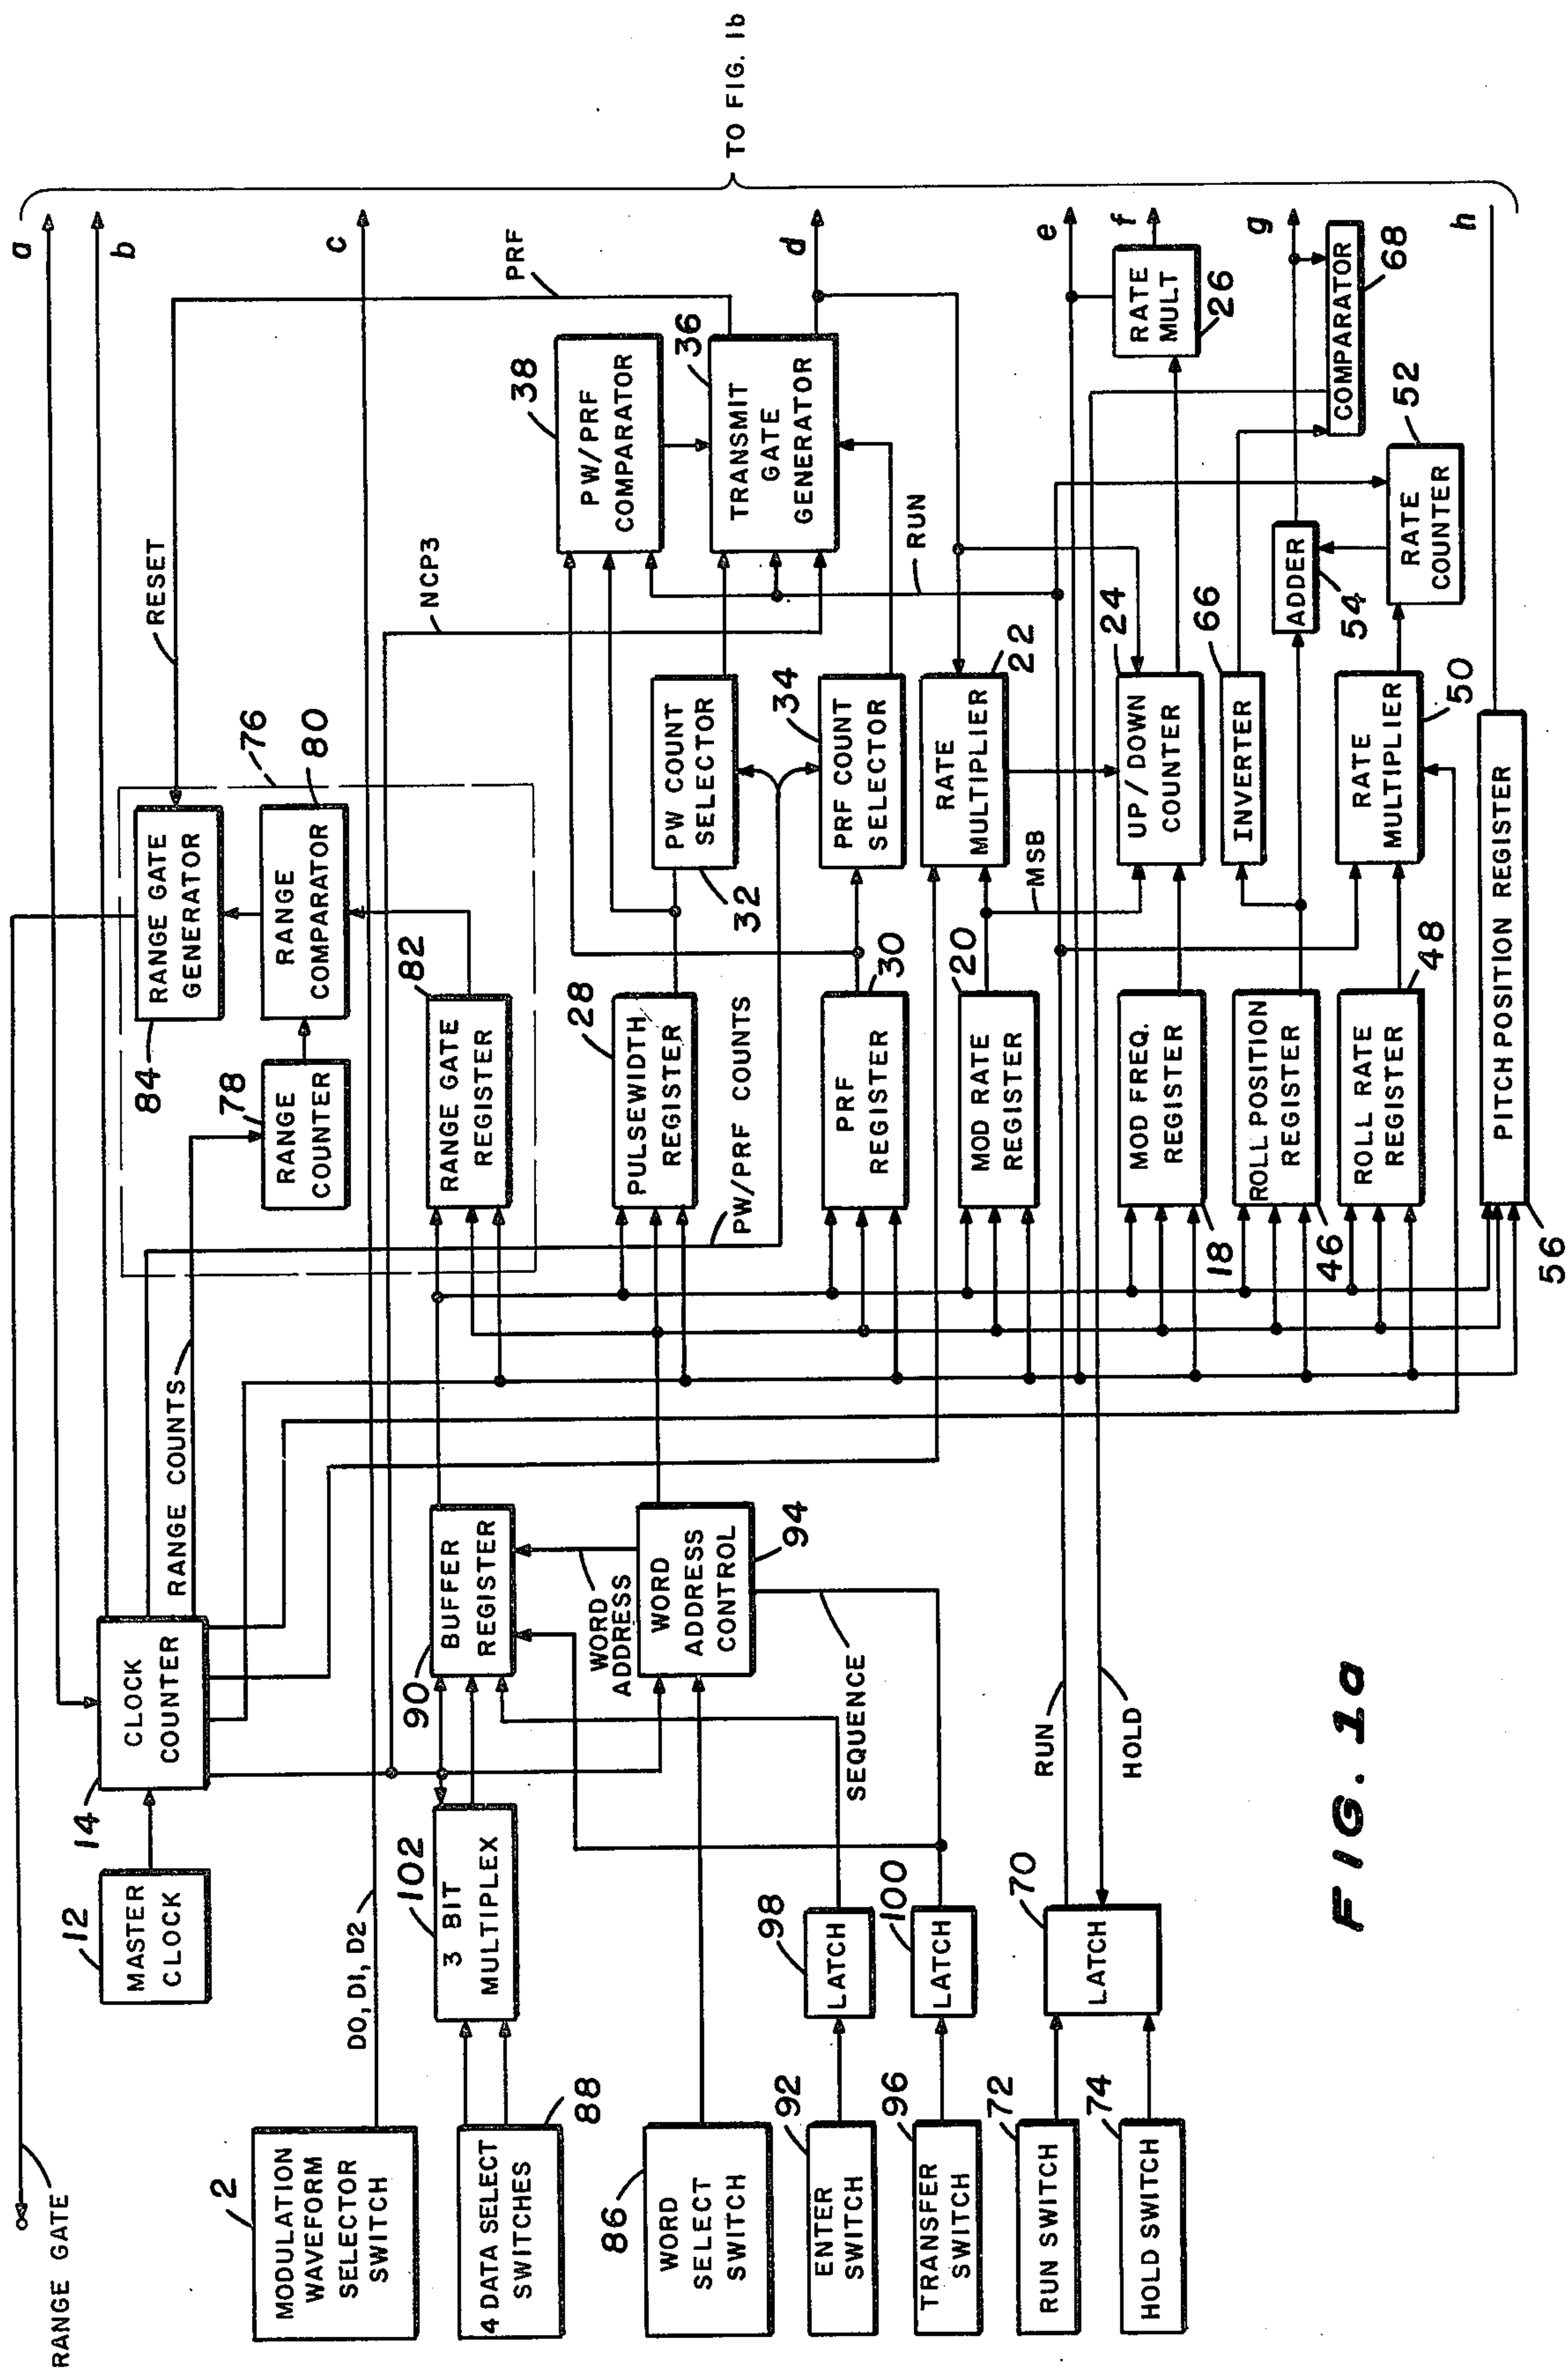 RANGE GATE
2
MODULATION
WAVEFORM
SELECTOR
SWITCH
D0, D1, D2
4 DATA SELECT
SWITCHES
88
86
WORD
SELECT
SWITCH
92
ENTER
SWITCH
96
TRANSFER
SWITCH
72
RUN SWITCH
74
HOLD SWITCH
12
MASTER
CLOCK
14
CLOCK
COUNTER
102
3 BIT
MULTIPLEX
98
LATCH
100
LATCH
70
LATCH
90
BUFFER
REGISTER
WORD
ADDRESS
WORD
ADDRESS
CONTROL
94
SEQUENCE
RUN
HOLD
RANGE COUNTS
84
RANGE GATE
GENERATOR
78
RANGE
COUNTER
RANGE
COMPARATOR
80
76
82
RANGE GATE
REGISTER
28
PULSEWIDTH
REGISTER
PW/PRF COUNTS
PRF
REGISTER
30
20
MOD RATE
REGISTER
MOD FREQ.
REGISTER
18
ROLL POSITION
REGISTER
46
ROLL RATE
REGISTER
48
PITCH POSITION REGISTER
56
RESET
NCP3
PW COUNT
SELECTOR
32
PRF COUNT
SELECTOR
34
RATE
MULTIPLIER
22
MSB
UP / DOWN
COUNTER
24
INVERTER
66
RATE
MULTIPLIER
50
38
PW/PRF
COMPARATOR
36
TRANSMIT
GATE
GENERATOR
PRF
RUN
RATE
MULT
26
ADDER
54
RATE
COUNTER
52
COMPARATOR
68
a
b
c
d
e
f
g
h
TO FIG. 1b
FIG. 1a